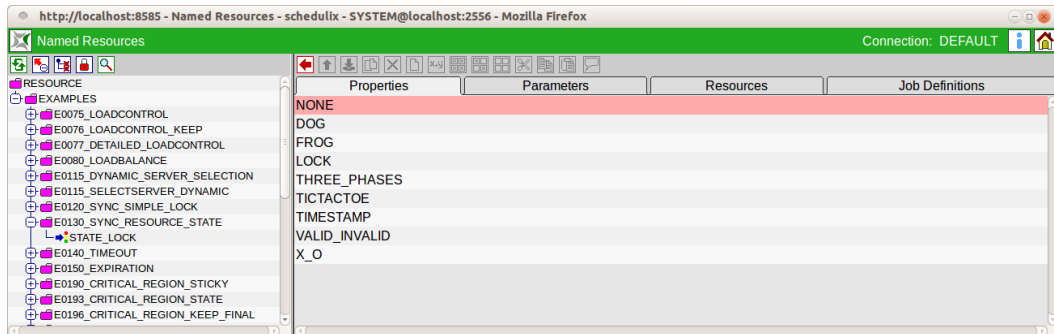 http://localhost:8585 - Named Resources - schedulix - SYSTEM@localhost:2556 - Mozilla Firefox
Named Resources
Connection: DEFAULT
RESOURCE
EXAMPLES
E0075_LOADCONTROL
E0076_LOADCONTROL_KEEP
E0077_DETAILED_LOADCONTROL
E0080_LOADBALANCE
E0115_DYNAMIC_SERVER_SELECTION
E0115_SELECTSERVER_DYNAMIC
E0120_SYNC_SIMPLE_LOCK
E0130_SYNC_RESOURCE_STATE
STATE_LOCK
E0140_TIMEOUT
E0150_EXPIRATION
E0190_CRITICAL_REGION_STICKY
E0193_CRITICAL_REGION_STATE
E0196_CRITICAL_REGION_KEEP_FINAL
x,y
Properties Parameters Resources Job Definitions
NONE
DOG
FROG
LOCK
THREE_PHASES
TICTACTOE
TIMESTAMP
VALID_INVALID
X_O